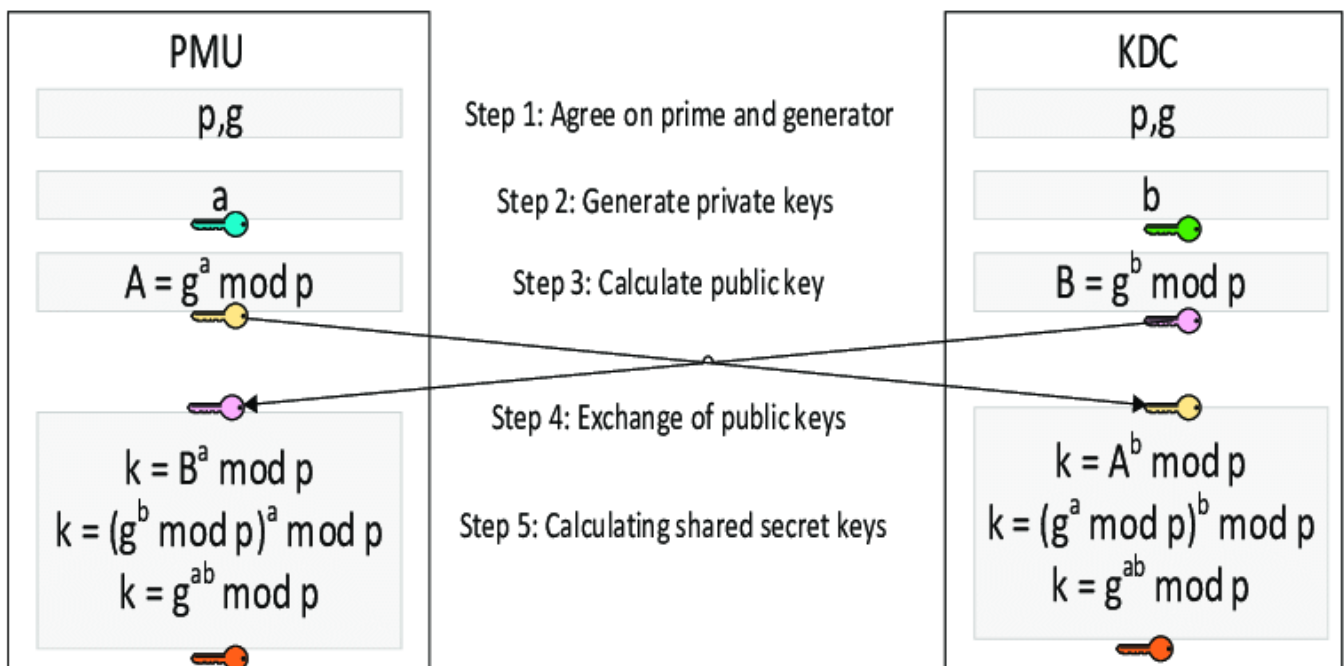 PMU
p,g
a
A = g^a mod p
k = B^a mod p
k = (g^b mod p)^a mod p
k = g^ab mod p
Step 1: Agree on prime and generator
Step 2: Generate private keys
Step 3: Calculate public key
Step 4: Exchange of public keys
Step 5: Calculating shared secret keys
KDC
p,g
b
B = g^b mod p
k = A^b mod p
k = (g^a mod p)^b mod p
k = g^ab mod p